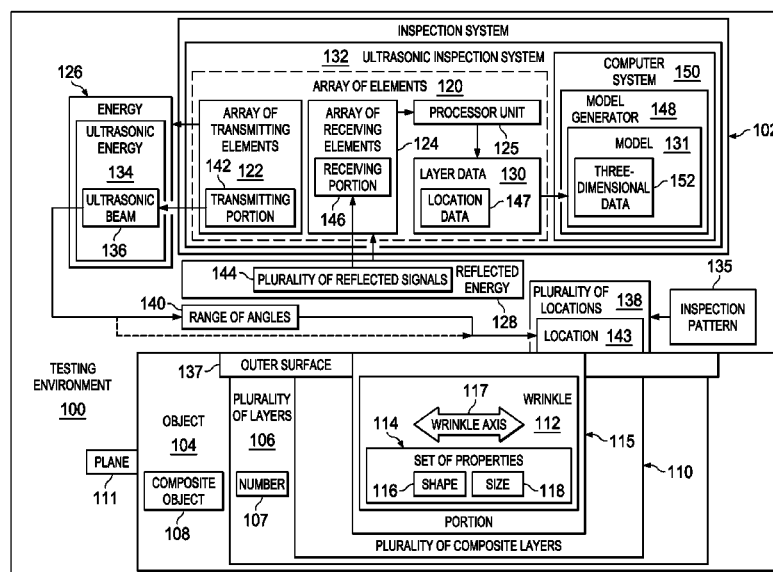 INSPECTION SYSTEM
132 ULTRASONIC INSPECTION SYSTEM
126
ENERGY
ULTRASONIC
ENERGY
134
ULTRASONIC
BEAM
136
ARRAY OF ELEMENTS 120
ARRAY OF
TRANSMITTING
ELEMENTS
142 122
TRANSMITTING
PORTION
ARRAY OF
RECEIVING
ELEMENTS
RECEIVING
PORTION
146
124
PROCESSOR UNIT
125
LAYER DATA 130
LOCATION
DATA
147
COMPUTER
SYSTEM
150
MODEL
GENERATOR 148
MODEL 131
THREE-
DIMENSIONAL
DATA
152
102
144
PLURALITY OF REFLECTED SIGNALS
REFLECTED
ENERGY
128
140
RANGE OF ANGLES
PLURALITY OF
LOCATIONS 138
LOCATION 143
135
INSPECTION
PATTERN
TESTING
ENVIRONMENT
100
137
OUTER SURFACE
OBJECT
104
PLANE
111
COMPOSITE
OBJECT
108
PLURALITY
OF LAYERS
106
NUMBER
107
117
WRINKLE
WRINKLE AXIS
112
114
SET OF PROPERTIES
116 SHAPE
SIZE 118
115
110
PORTION
PLURALITY OF COMPOSITE LAYERS